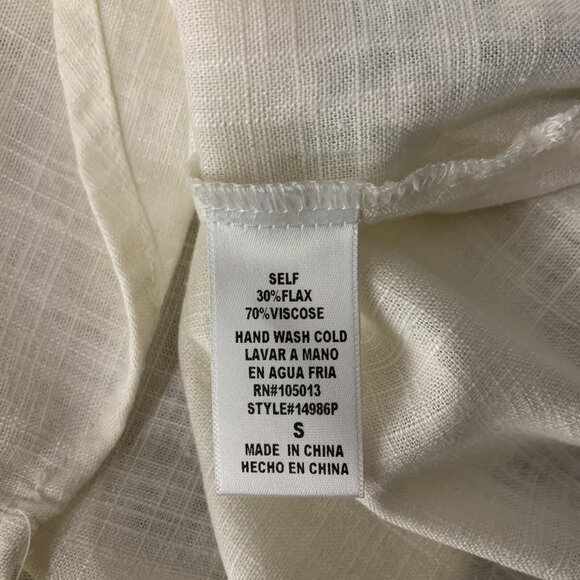 SELF
30%FLAX
70%VISCOSE
HAND WASH COLD
LAVAR A MANO
EN AGUA FRIA
RN#105013
STYLE#14986P
S
MADE IN CHINA
HECHO EN CHINA